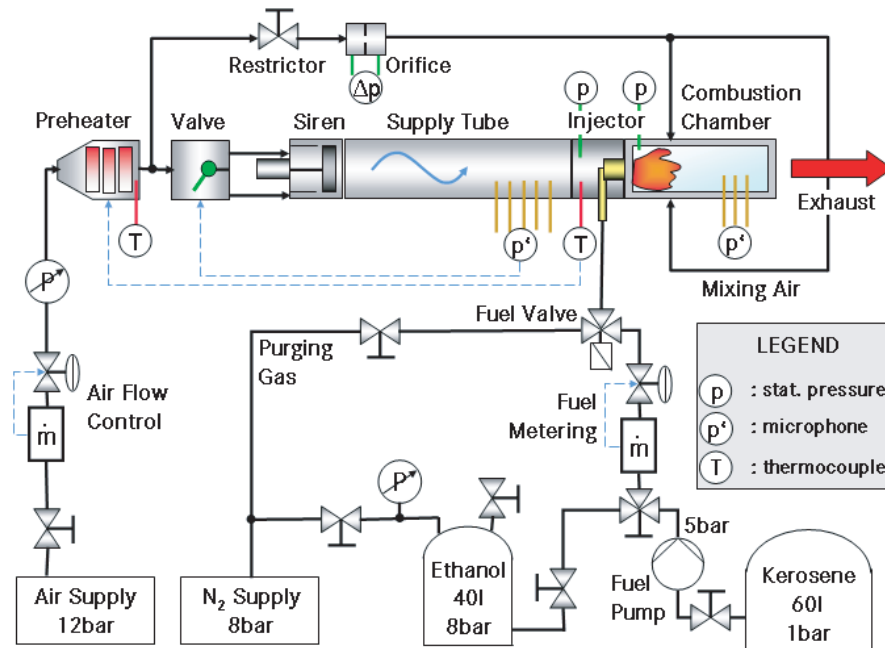 Restrictor
Orifice
Δp
p
p
Combustion
Chamber
Preheater
Valve
Siren
Supply Tube
Injector
T
p‘
T
p‘
Exhaust
Mixing Air
P
Fuel Valve
Purging
Gas
LEGEND
p : stat. pressure
p‘ : microphone
T : thermocouple
Air Flow
Control
ṁ
Fuel
Metering
ṁ
P
5bar
Air Supply
12bar
N₂ Supply
8bar
Ethanol
40l
8bar
Fuel
Pump
Kerosene
60l
1bar